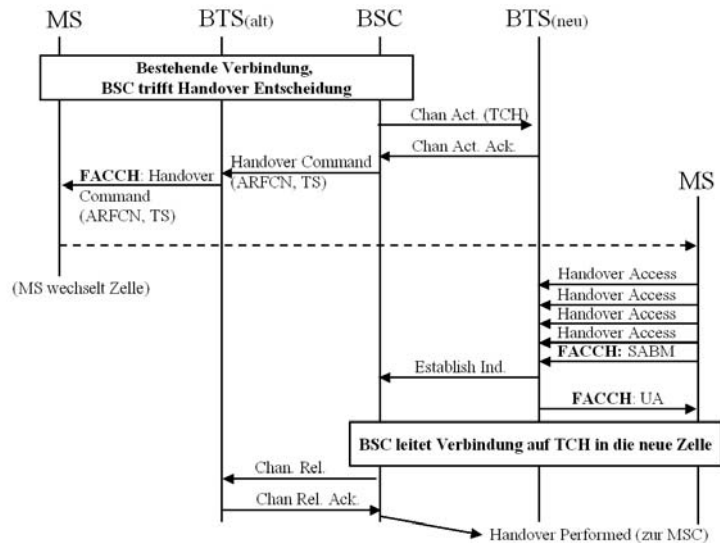 MS BTS(alt) BSC BTS(neu)
Bestehende Verbindung,
BSC trifft Handover Entscheidung
Chan Act. (TCH)
Chan Act. Ack.
Handover Command
(ARFCN, TS)
FACCH: Handover
Command
(ARFCN, TS)
MS
(MS wechselt Zelle)
Handover Access
Handover Access
Handover Access
Handover Access
FACCH: SABM
Establish Ind.
FACCH: UA
BSC leitet Verbindung auf TCH in die neue Zelle
Chan. Rel.
Chan Rel. Ack.
Handover Performed (zur MSC)